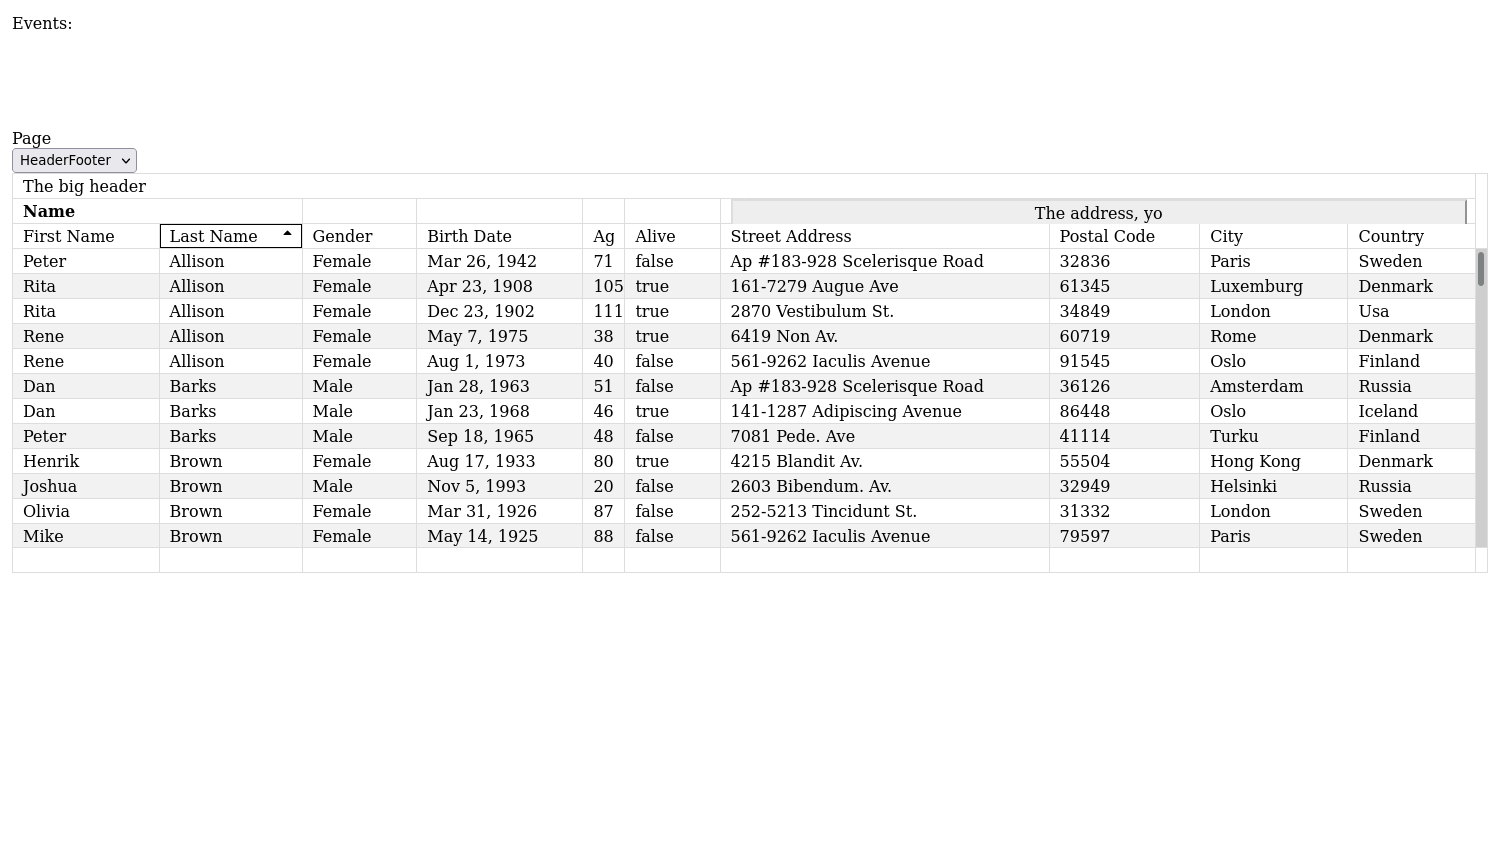 Events:
Page
HeaderFooter
The big header
Name The address, yo
First Name Last Name Gender Birth Date Ag Alive Street Address Postal Code City Country
Peter Allison Female Mar 26, 1942 71 false Ap #183-928 Scelerisque Road 32836 Paris Sweden
Rita Allison Female Apr 23, 1908 105 true 161-7279 Augue Ave 61345 Luxemburg Denmark
Rita Allison Female Dec 23, 1902 111 true 2870 Vestibulum St. 34849 London Usa
Rene Allison Female May 7, 1975 38 true 6419 Non Av. 60719 Rome Denmark
Rene Allison Female Aug 1, 1973 40 false 561-9262 Iaculis Avenue 91545 Oslo Finland
Dan Barks Male Jan 28, 1963 51 false Ap #183-928 Scelerisque Road 36126 Amsterdam Russia
Dan Barks Male Jan 23, 1968 46 true 141-1287 Adipiscing Avenue 86448 Oslo Iceland
Peter Barks Male Sep 18, 1965 48 false 7081 Pede. Ave 41114 Turku Finland
Henrik Brown Female Aug 17, 1933 80 true 4215 Blandit Av. 55504 Hong Kong Denmark
Joshua Brown Male Nov 5, 1993 20 false 2603 Bibendum. Av. 32949 Helsinki Russia
Olivia Brown Female Mar 31, 1926 87 false 252-5213 Tincidunt St. 31332 London Sweden
Mike Brown Female May 14, 1925 88 false 561-9262 Iaculis Avenue 79597 Paris Sweden